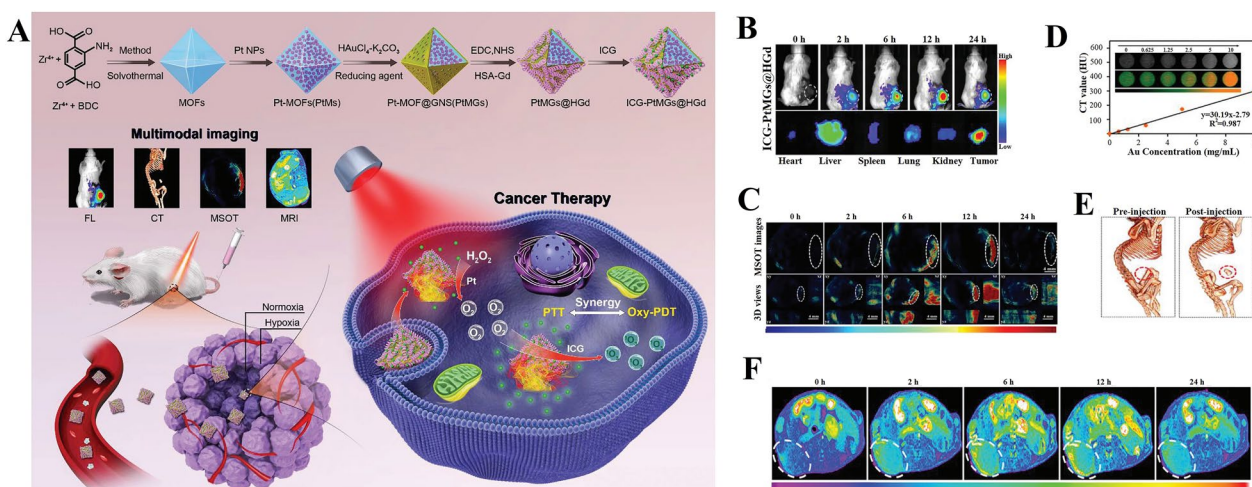 A
COOH
NH₂
Zr⁴⁺ +
COOH
Zr⁴⁺ + BDC
Method
Solvothermal
MOFs
Pt NPs
Pt-MOFs(PtMs)
HAuCl₄-K₂CO₃
Reducing agent
Pt-MOF@GNS(PtMGs)
EDC,NHS
HSA-Gd
PtMGs@HGd
ICG
ICG-PtMGs@HGd
Multimodal imaging
FL
CT
MSOT
MRI
Normoxia
Hypoxia
Cancer Therapy
H₂O₂
Pt
O₂
O₂
O₂
O₂
Synergy
PTT
Oxy-PDT
ICG
B
0 h
2 h
6 h
12 h
24 h
ICG-PtMGs@HGd
High
Low
Heart
Liver
Spleen
Lung
Kidney
Tumor
C
0 h
2 h
6 h
12 h
24 h
MSOT images
3D views
D
CT value (HU)
600
500
400
300
200
100
0
0
0.625
1.25
2.5
5
10
y=30.19x-2.79
R²=0.987
0
2
4
6
8
Au Concentration (mg/mL)
E
Pre-injection
Post-injection
F
0 h
2 h
6 h
12 h
24 h